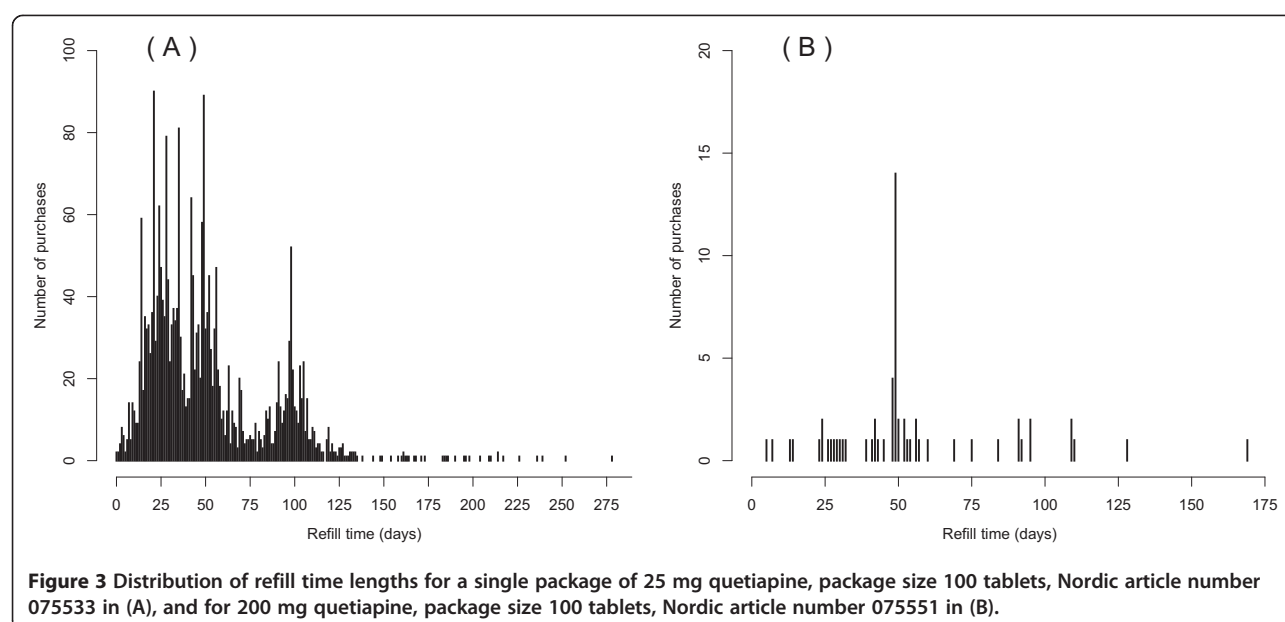 ( A )
100
80
60
40
20
0
Number of purchases
0 25 50 75 100 125 150 175 200 225 250 275
Refill time (days)
( B )
20
15
10
5
0
Number of purchases
0 25 50 75 100 125 150 175
Refill time (days)
Figure 3 Distribution of refill time lengths for a single package of 25 mg quetiapine, package size 100 tablets, Nordic article number
075533 in (A), and for 200 mg quetiapine, package size 100 tablets, Nordic article number 075551 in (B).